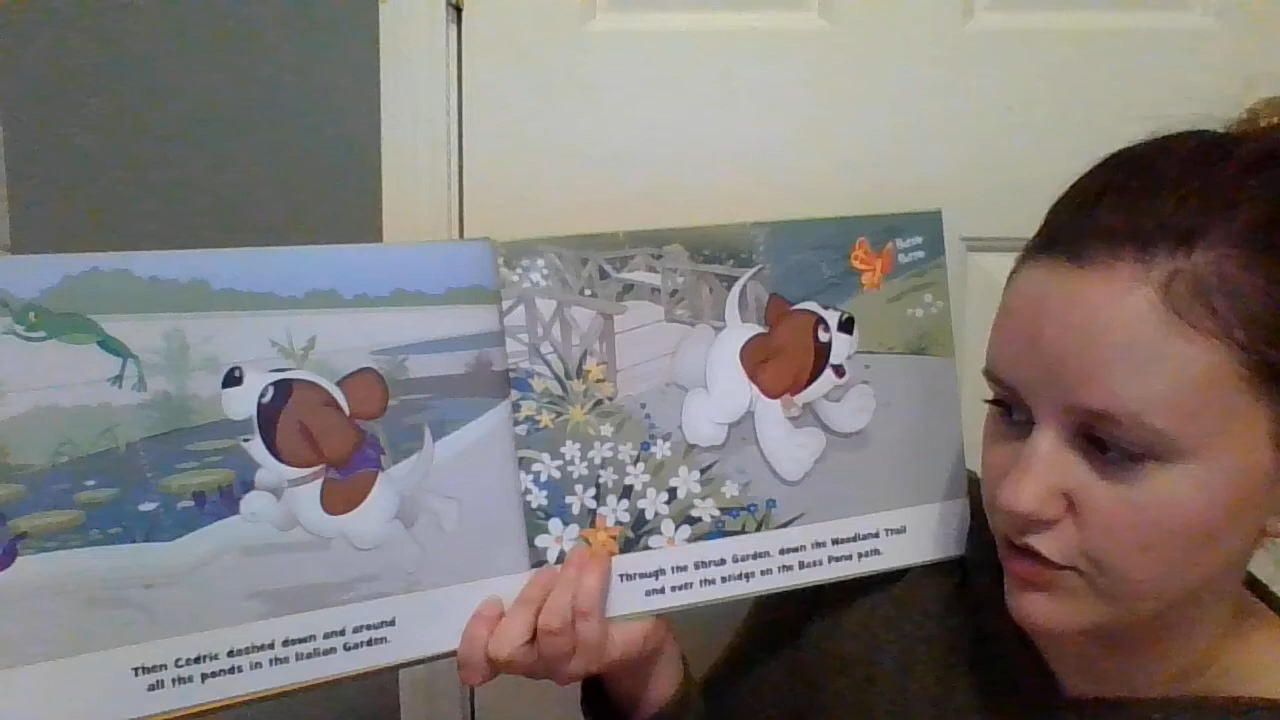 Then Cedric dashed down and around
all the ponds in the Italian Garden.
Through the Shrub Garden, down the Woodland Trail
and over the bridge on the Bass Pond path.